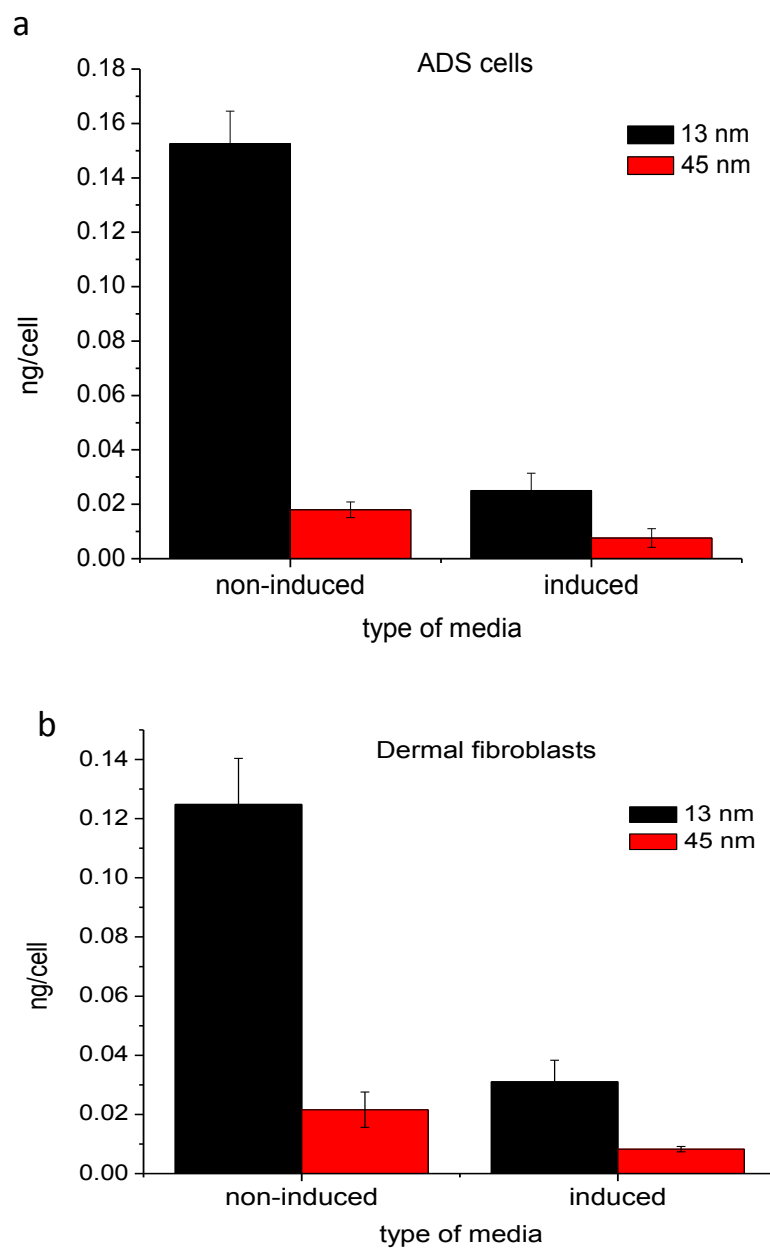 a
ADS cells
0.18
0.16
0.14
0.12
0.10
0.08
0.06
0.04
0.02
0.00
ng/cell
13 nm
45 nm
non-induced induced
type of media
b
Dermal fibroblasts
0.14
0.12
0.10
0.08
0.06
0.04
0.02
0.00
ng/cell
13 nm
45 nm
non-induced induced
type of media